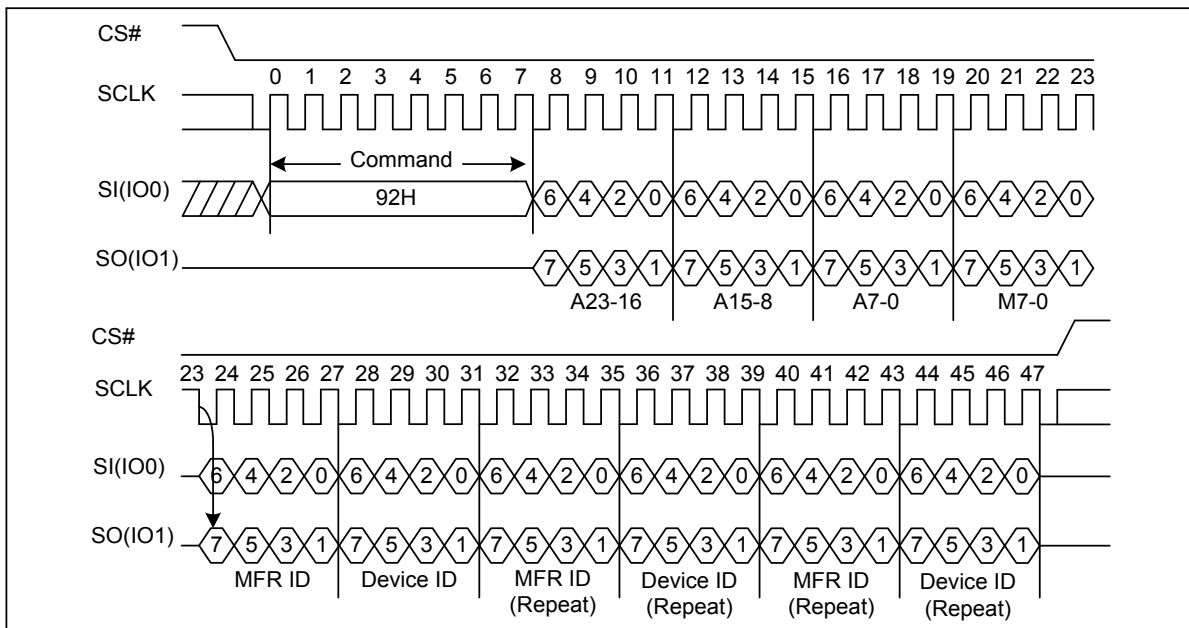 CS#
0 1 2 3 4 5 6 7 8 9 10 11 12 13 14 15 16 17 18 19 20 21 22 23
SCLK
Command
SI(IO0)
92H
6 4 2 0 6 4 2 0 6 4 2 0 6 4 2 0
SO(IO1)
7 5 3 1 7 5 3 1 7 5 3 1 7 5 3 1
A23-16 A15-8 A7-0 M7-0
CS#
23 24 25 26 27 28 29 30 31 32 33 34 35 36 37 38 39 40 41 42 43 44 45 46 47
SCLK
SI(IO0)
6 4 2 0 6 4 2 0 6 4 2 0 6 4 2 0 6 4 2 0 6 4 2 0
SO(IO1)
7 5 3 1 7 5 3 1 7 5 3 1 7 5 3 1 7 5 3 1 7 5 3 1
MFR ID Device ID MFR ID Device ID MFR ID Device ID
(Repeat) (Repeat) (Repeat) (Repeat)